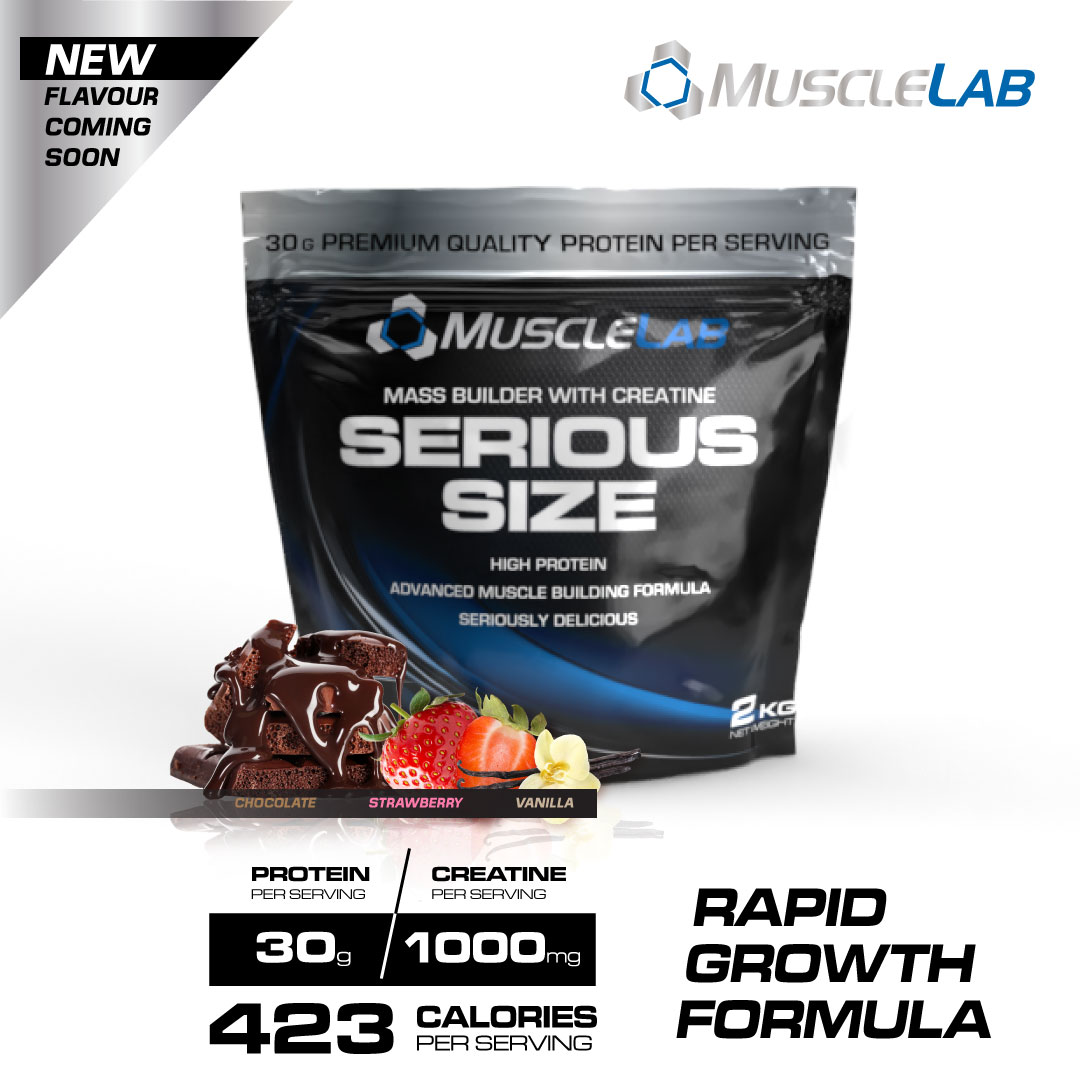 NEW
FLAVOUR
COMING
SOON
MUSCLELAB
30G PREMIUM QUALITY PROTEIN PER SERVING
MUSCLELAB
MASS BUILDER WITH CREATINE
SERIOUS
SIZE
HIGH PROTEIN
ADVANCED MUSCLE BUILDING FORMULA
SERIOUSLY DELICIOUS
2KG
NET WEIGHT
CHOCOLATE STRAWBERRY VANILLA
PROTEIN
PER SERVING
CREATINE
PER SERVING
30g
1000mg
423 CALORIES
PER SERVING
RAPID
GROWTH
FORMULA